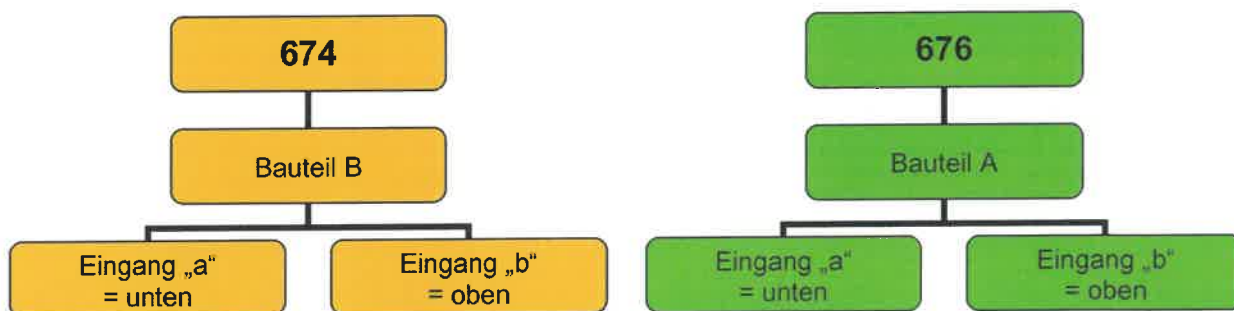 674
Bauteil B
Eingang „a“
= unten
Eingang „b“
= oben
676
Bauteil A
Eingang „a“
= unten
Eingang „b“
= oben